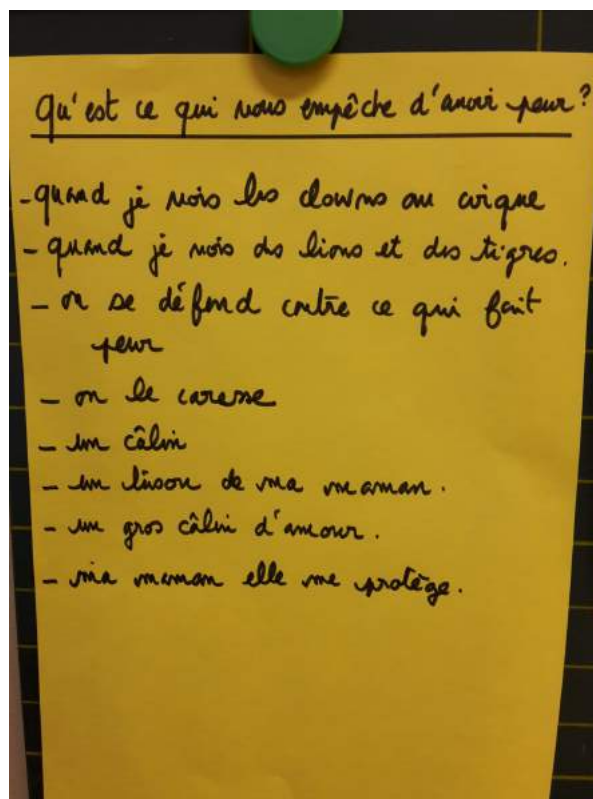 Qu'est ce qui nous empêche d'avoir peur ?
- quand je vois les clowns au cirque
- quand je vois des lions et des tigres.
- on se défend contre ce qui fait
peur
- on le caresse
- un câlin
- un bisou de ma maman.
- un gros câlin d'amour.
- ma maman elle me protège.